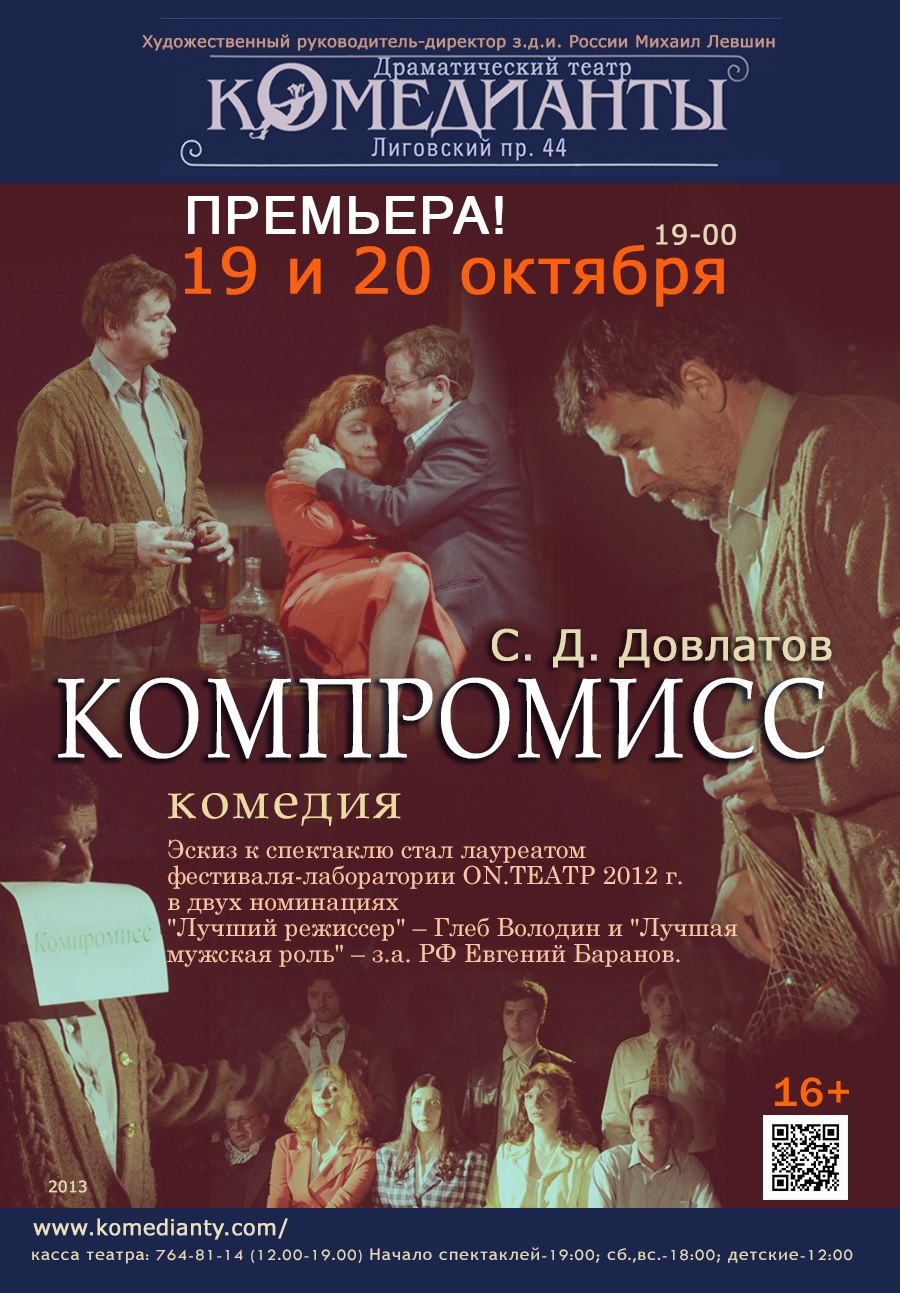 Художественный руководитель-директор з.д.и. России Михаил Левшин
Драматический театр
КОМЕДИАНТЫ
Лиговский пр. 44
ПРЕМЬЕРА!
19-00
19 и 20 октября
С. Д. Довлатов
КОМПРОМИСС
комедия
Эскиз к спектаклю стал лауреатом
фестиваля-лаборатории ON.ТЕАТР 2012 г.
в двух номинациях
"Лучший режиссер" – Глеб Володин и "Лучшая
мужская роль" – з.а. РФ Евгений Баранов.
Компромисс
16+
2013
www.komedianty.com/
касса театра: 764-81-14 (12.00-19.00) Начало спектаклей-19:00; сб.,вс.-18:00; детские-12:00